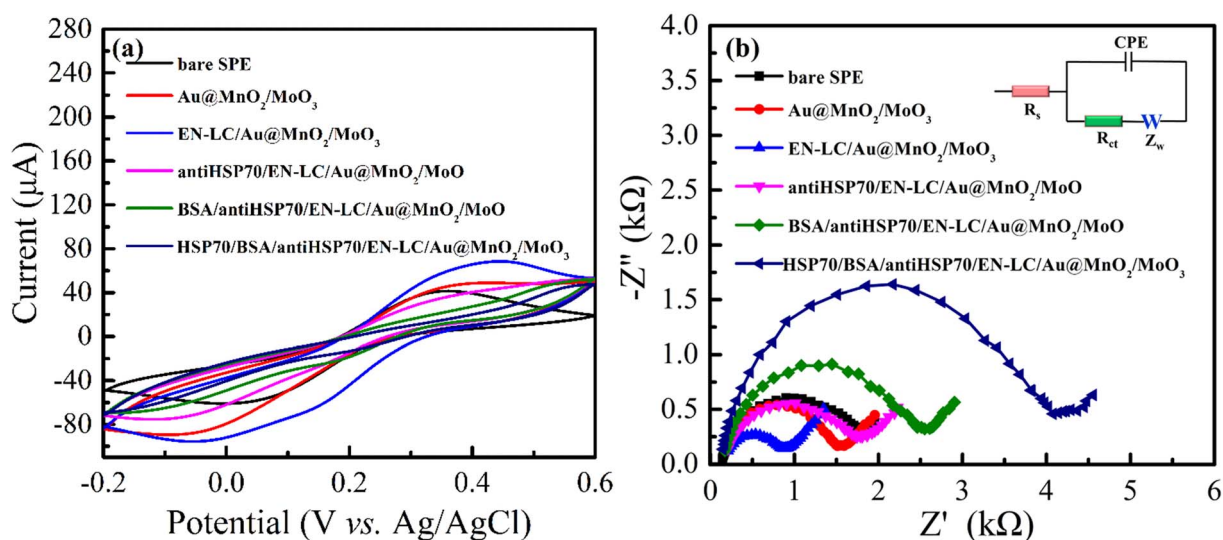 (a)
280
240
200
160
120
80
40
0
-40
-80
Current (μA)
bare SPE
Au@MnO₂/MoO₃
EN-LC/Au@MnO₂/MoO₃
antiHSP70/EN-LC/Au@MnO₂/MoO
BSA/antiHSP70/EN-LC/Au@MnO₂/MoO
HSP70/BSA/antiHSP70/EN-LC/Au@MnO₂/MoO₃
-0.2 0.0 0.2 0.4 0.6
Potential (V vs. Ag/AgCl)
(b)
4.0
3.5
3.0
2.5
2.0
1.5
1.0
0.5
0.0
-Z'' (kΩ)
bare SPE
Au@MnO₂/MoO₃
EN-LC/Au@MnO₂/MoO₃
antiHSP70/EN-LC/Au@MnO₂/MoO
BSA/antiHSP70/EN-LC/Au@MnO₂/MoO
HSP70/BSA/antiHSP70/EN-LC/Au@MnO₂/MoO₃
CPE
Rs
Rct
W
Zw
0 1 2 3 4 5 6
Z' (kΩ)